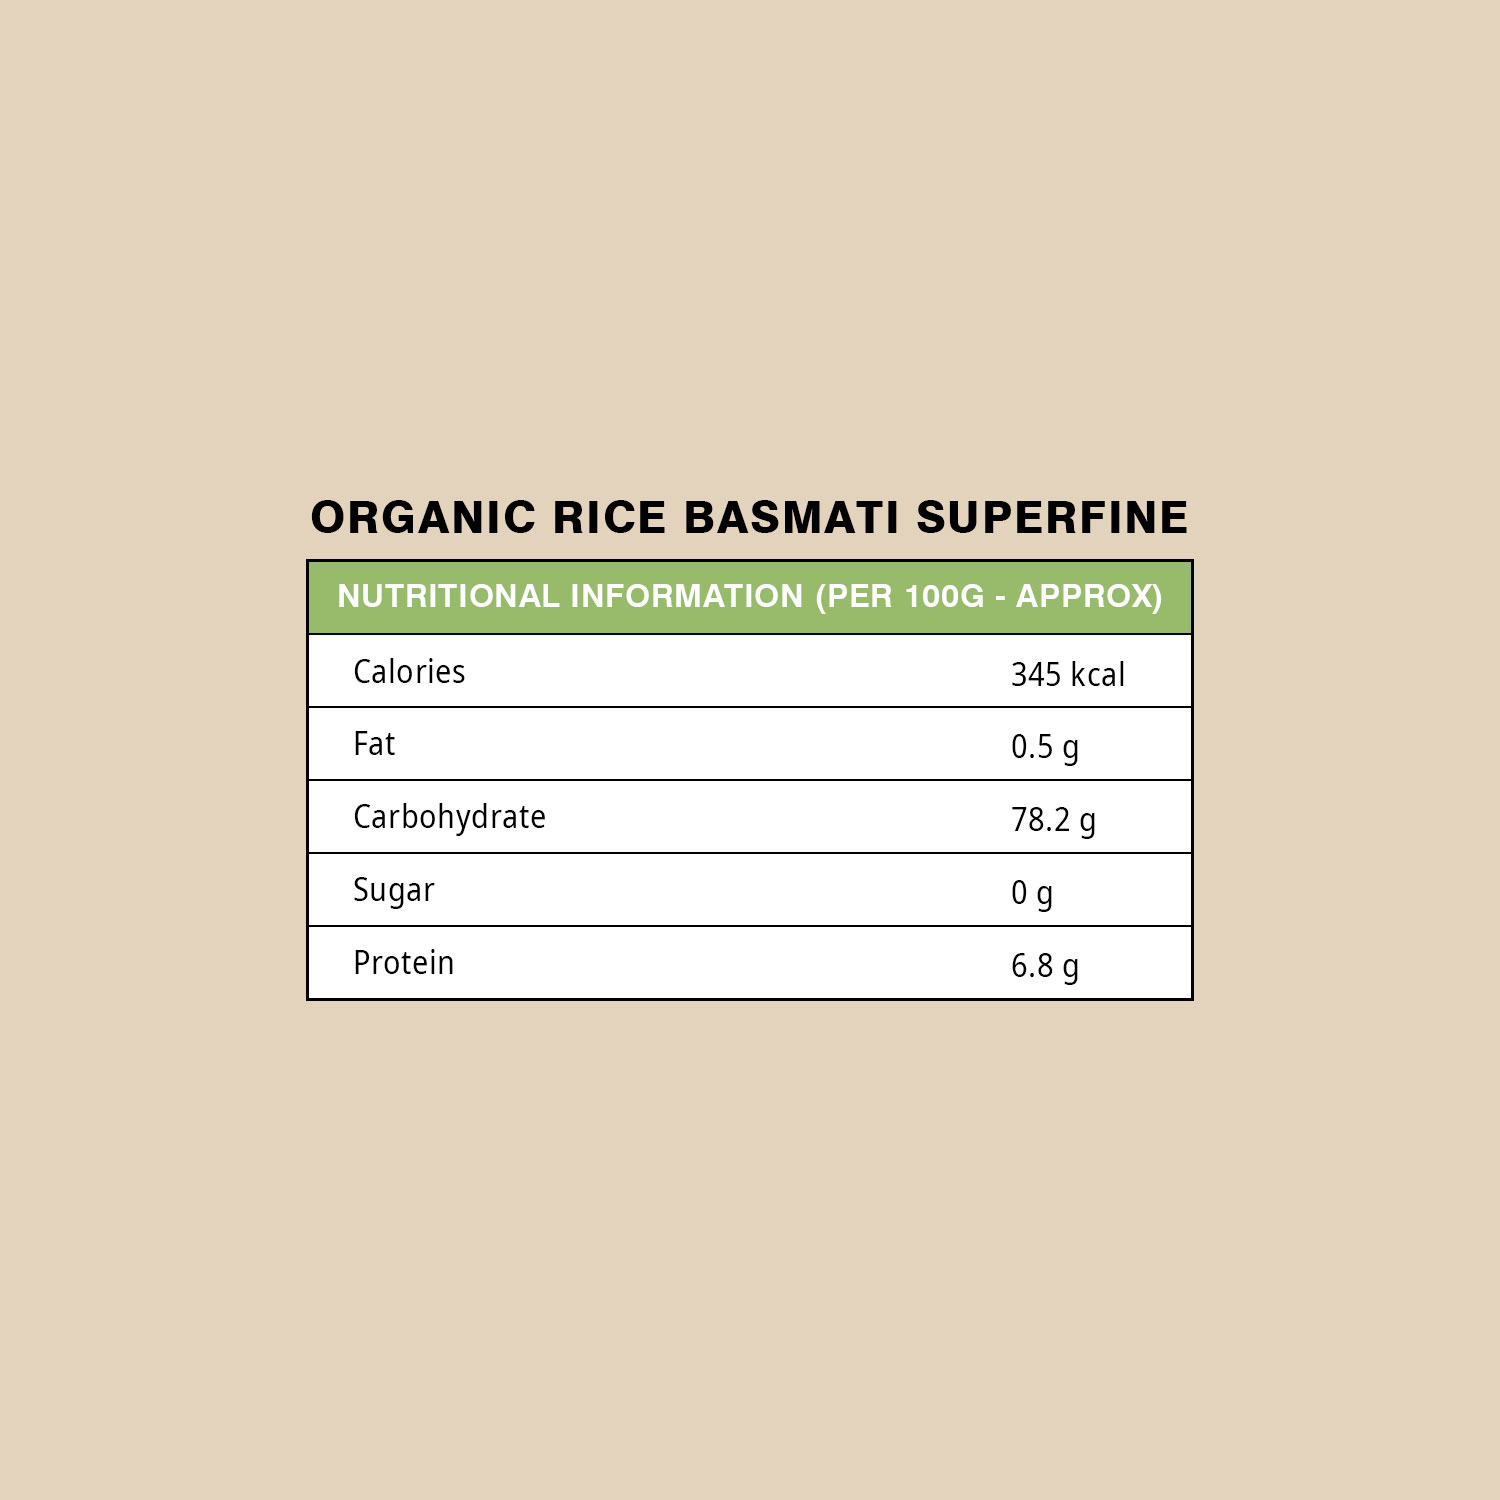 ORGANIC RICE BASMATI SUPERFINE
NUTRITIONAL INFORMATION (PER 100G - APPROX)
Calories 345 kcal
Fat 0.5 g
Carbohydrate 78.2 g
Sugar 0 g
Protein 6.8 g